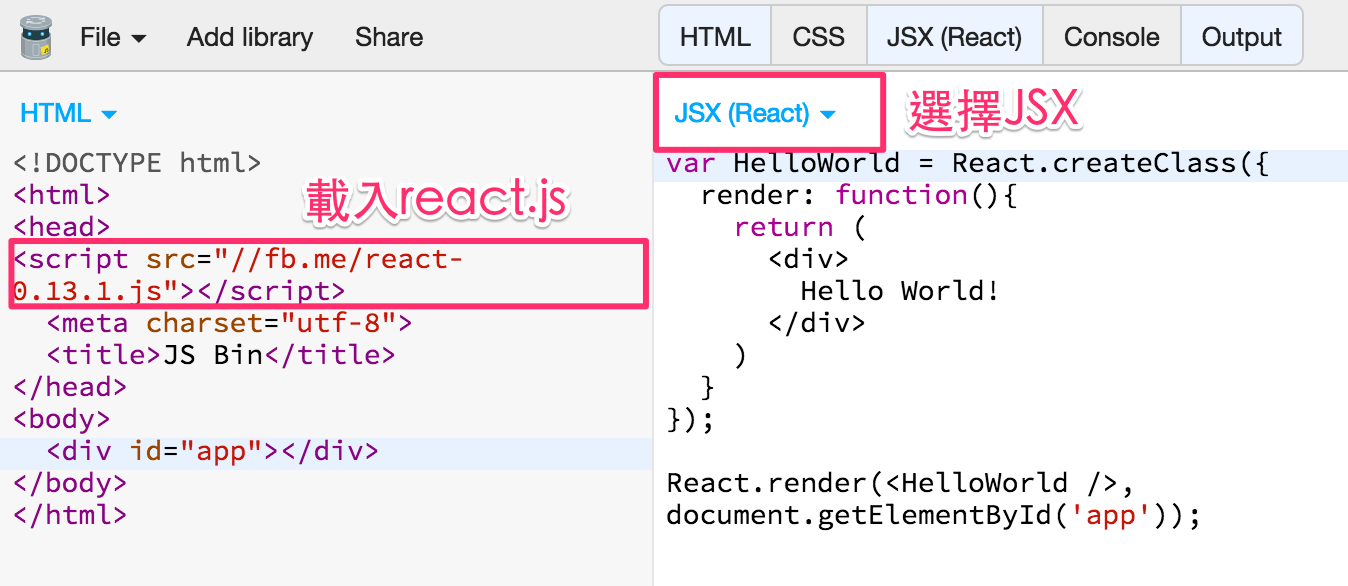 File Add library Share HTML CSS JSX (React) Console Output
HTML
<!DOCTYPE html>
<html>
<head>
<script src="//fb.me/react-
0.13.1.js"></script>
  <meta charset="utf-8">
  <title>JS Bin</title>
</head>
<body>
  <div id="app"></div>
</body>
</html>
載入react.js
JSX (React)
選擇JSX
var HelloWorld = React.createClass({
  render: function(){
    return (
      <div>
        Hello World!
      </div>
    )
  }
});
React.render(<HelloWorld />,
document.getElementById('app'));